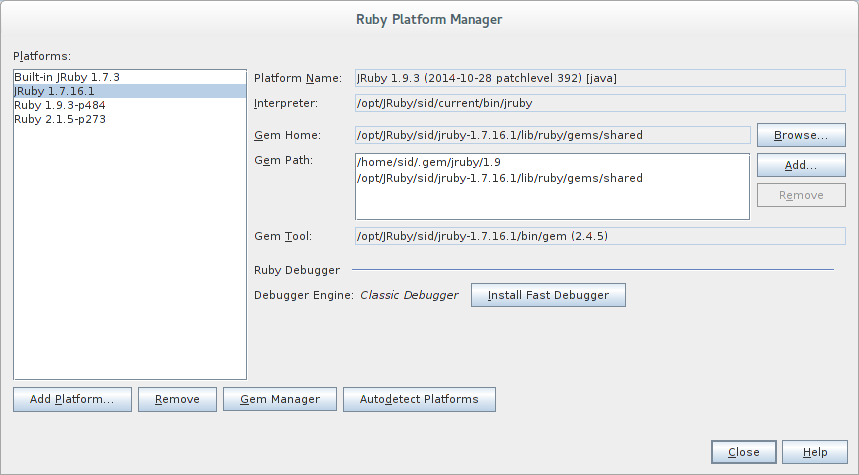 Ruby Platform Manager
Platforms:
Built-in JRuby 1.7.3
JRuby 1.7.16.1
Ruby 1.9.3-p484
Ruby 2.1.5-p273
Platform Name: JRuby 1.9.3 (2014-10-28 patchlevel 392) [java]
Interpreter: /opt/JRuby/sid/current/bin/jruby
Gem Home: /opt/JRuby/sid/jruby-1.7.16.1/lib/ruby/gems/shared Browse...
Gem Path: /home/sid/.gem/jruby/1.9 Add...
/opt/JRuby/sid/jruby-1.7.16.1/lib/ruby/gems/shared
Remove
Gem Tool: /opt/JRuby/sid/jruby-1.7.16.1/bin/gem (2.4.5)
Ruby Debugger
Debugger Engine: Classic Debugger Install Fast Debugger
Add Platform... Remove Gem Manager Autodetect Platforms
Close Help